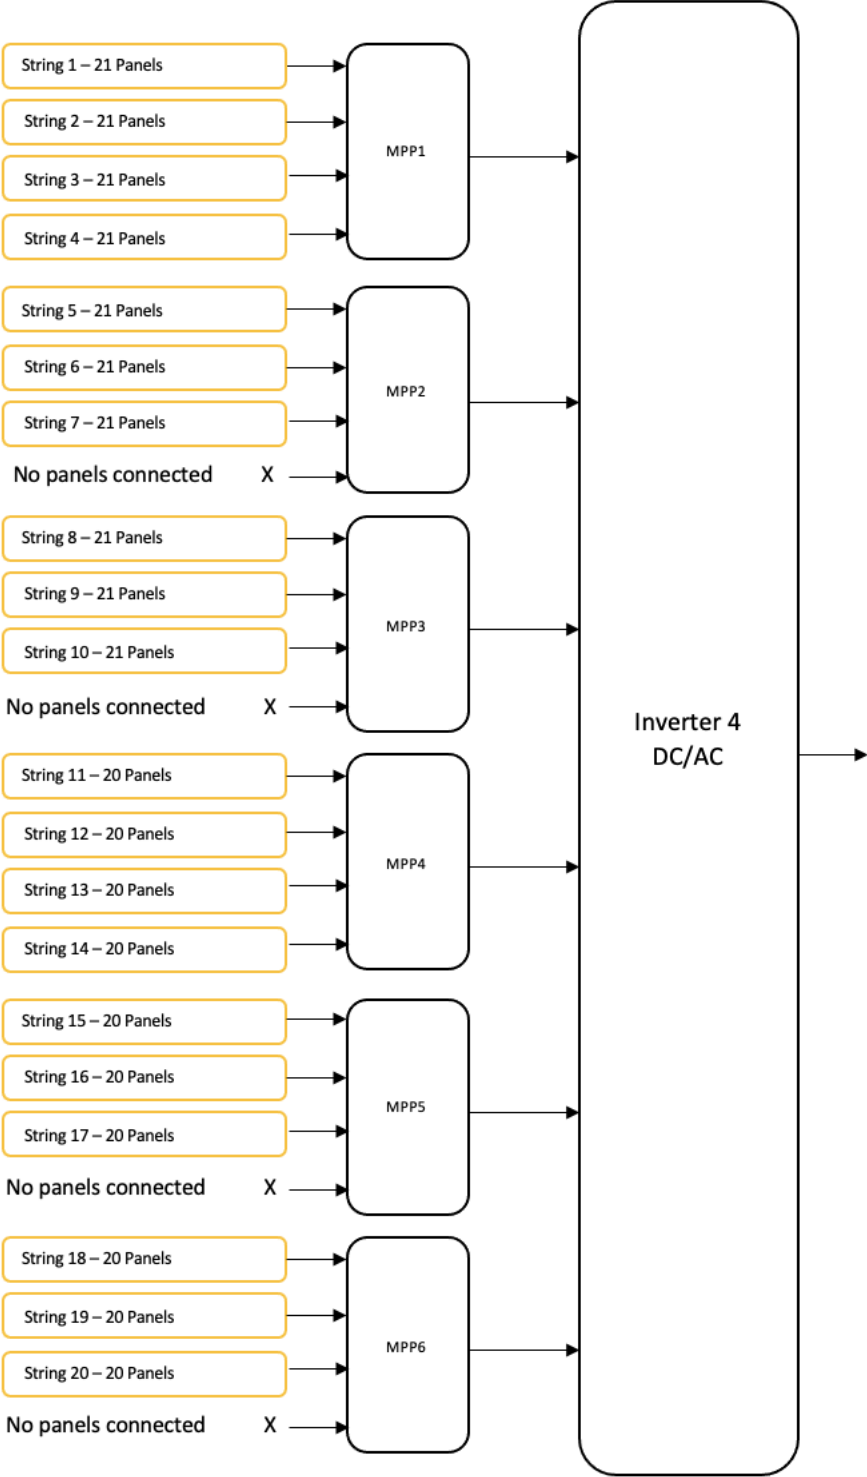 String 1 – 21 Panels
String 2 – 21 Panels
MPP1
String 3 – 21 Panels
String 4 – 21 Panels
String 5 – 21 Panels
String 6 – 21 Panels
MPP2
String 7 – 21 Panels
No panels connected X
String 8 – 21 Panels
String 9 – 21 Panels
MPP3
String 10 – 21 Panels
No panels connected X
Inverter 4
DC/AC
String 11 – 20 Panels
String 12 – 20 Panels
MPP4
String 13 – 20 Panels
String 14 – 20 Panels
String 15 – 20 Panels
String 16 – 20 Panels
MPP5
String 17 – 20 Panels
No panels connected X
String 18 – 20 Panels
String 19 – 20 Panels
MPP6
String 20 – 20 Panels
No panels connected X